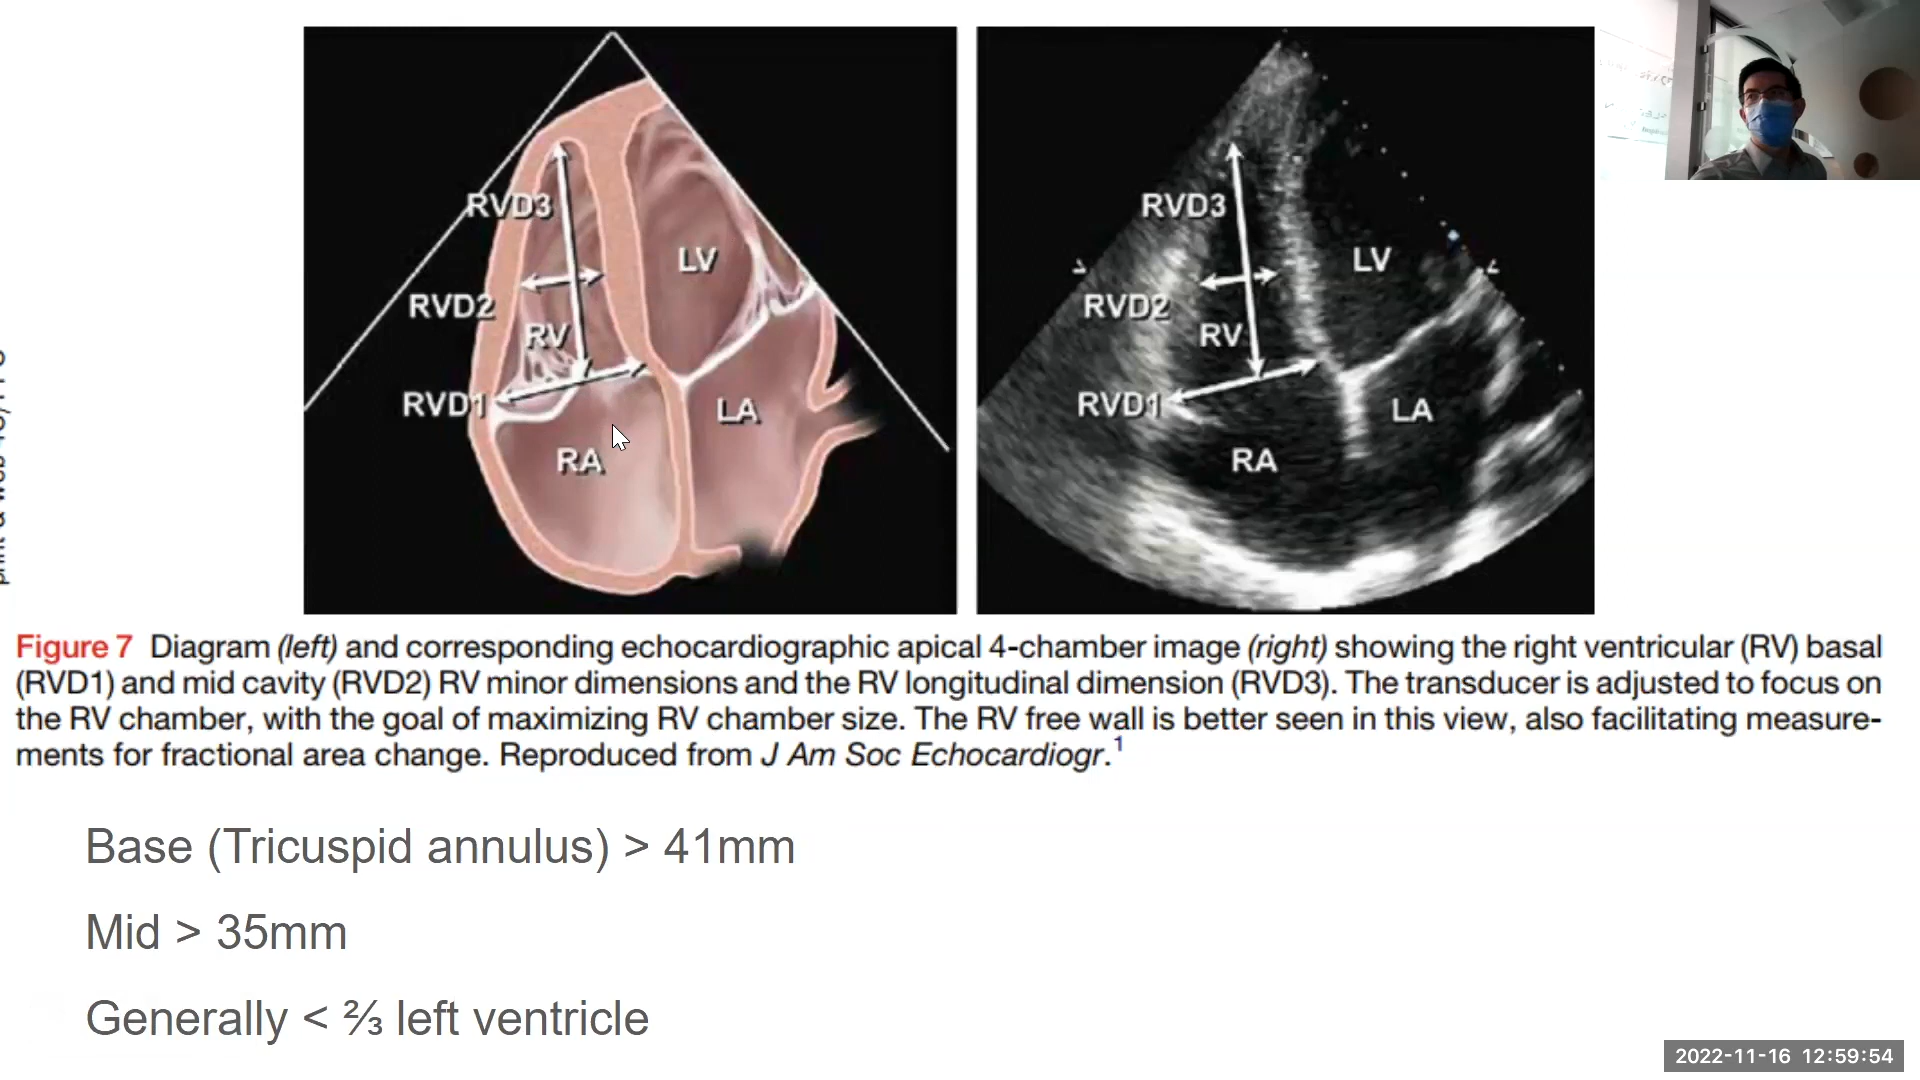 RVD3
LV
RVD2
RV
RVD1
LA
RA
RVD3
LV
RVD2
RV
RVD1
LA
RA
Figure 7 Diagram (left) and corresponding echocardiographic apical 4-chamber image (right) showing the right ventricular (RV) basal
(RVD1) and mid cavity (RVD2) RV minor dimensions and the RV longitudinal dimension (RVD3). The transducer is adjusted to focus on
the RV chamber, with the goal of maximizing RV chamber size. The RV free wall is better seen in this view, also facilitating measure-
ments for fractional area change. Reproduced from J Am Soc Echocardiogr.1
Base (Tricuspid annulus) > 41mm
Mid > 35mm
Generally < ⅔ left ventricle
2022-11-16 12:59:54